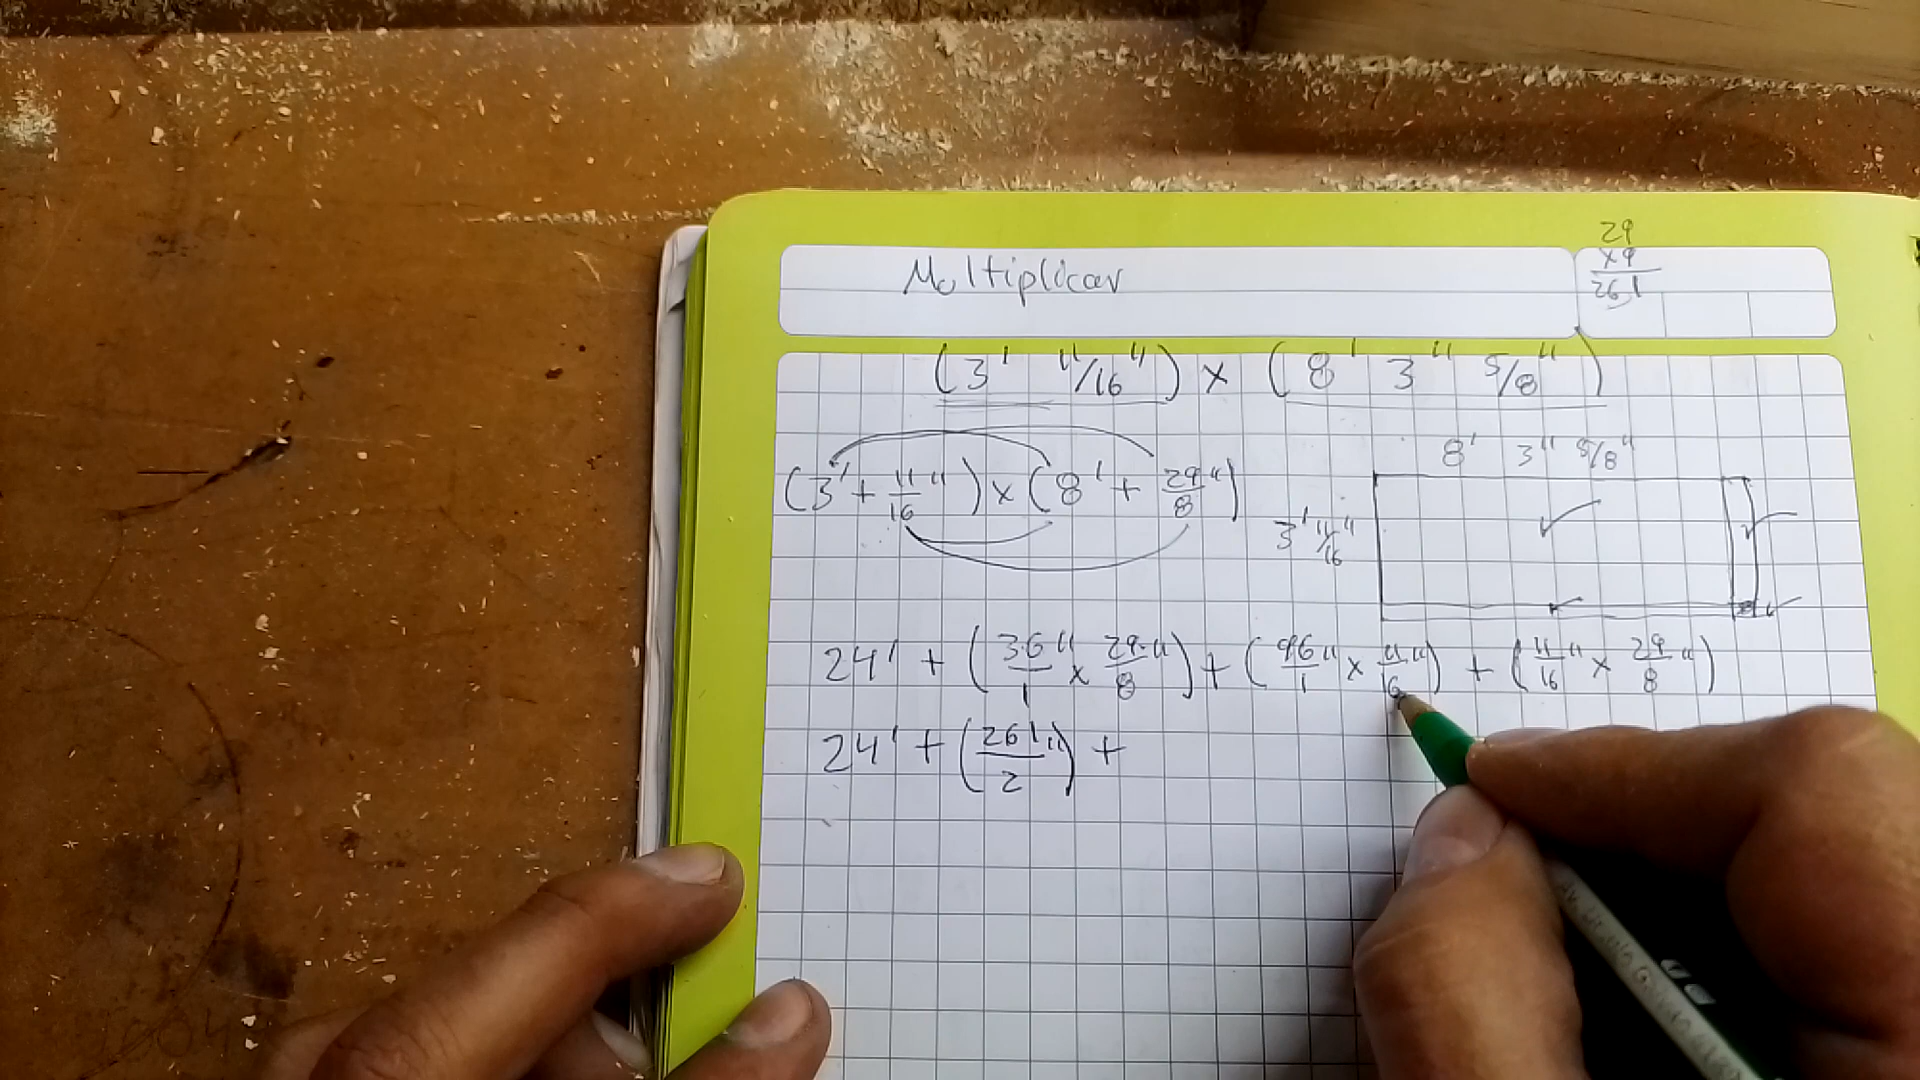 29
x9
261
Multiplicar
(3' 11/16") x (8' 3" 5/8")
8' 3" 5/8"
(3' + 11/16") x (8' + 29/8")
3' 11/16"
24' + (36"/1 x 29"/8) + (96"/1 x 11"/16) + (11/16" x 29/8")
24' + (261"/2) +